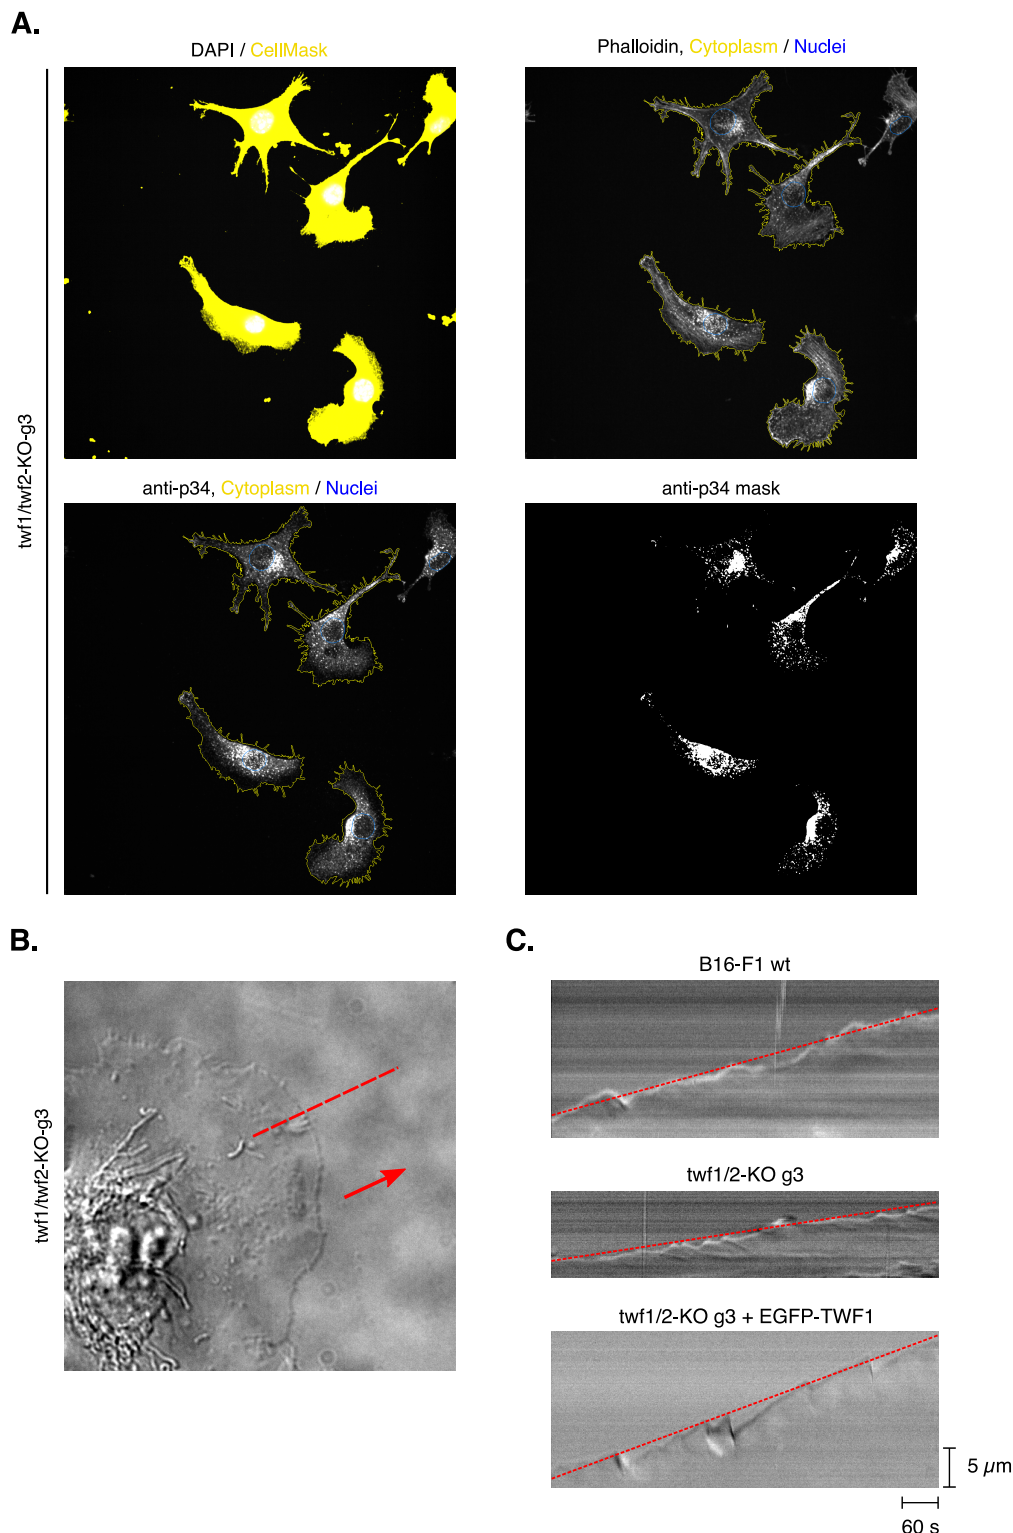 A.
DAPI / CellMask
Phalloidin, Cytoplasm / Nuclei
twf1/twf2-KO-g3
anti-p34, Cytoplasm / Nuclei
anti-p34 mask
B.
twf1/twf2-KO-g3
C.
B16-F1 wt
twf1/2-KO g3
twf1/2-KO g3 + EGFP-TWF1
5 µm
60 s